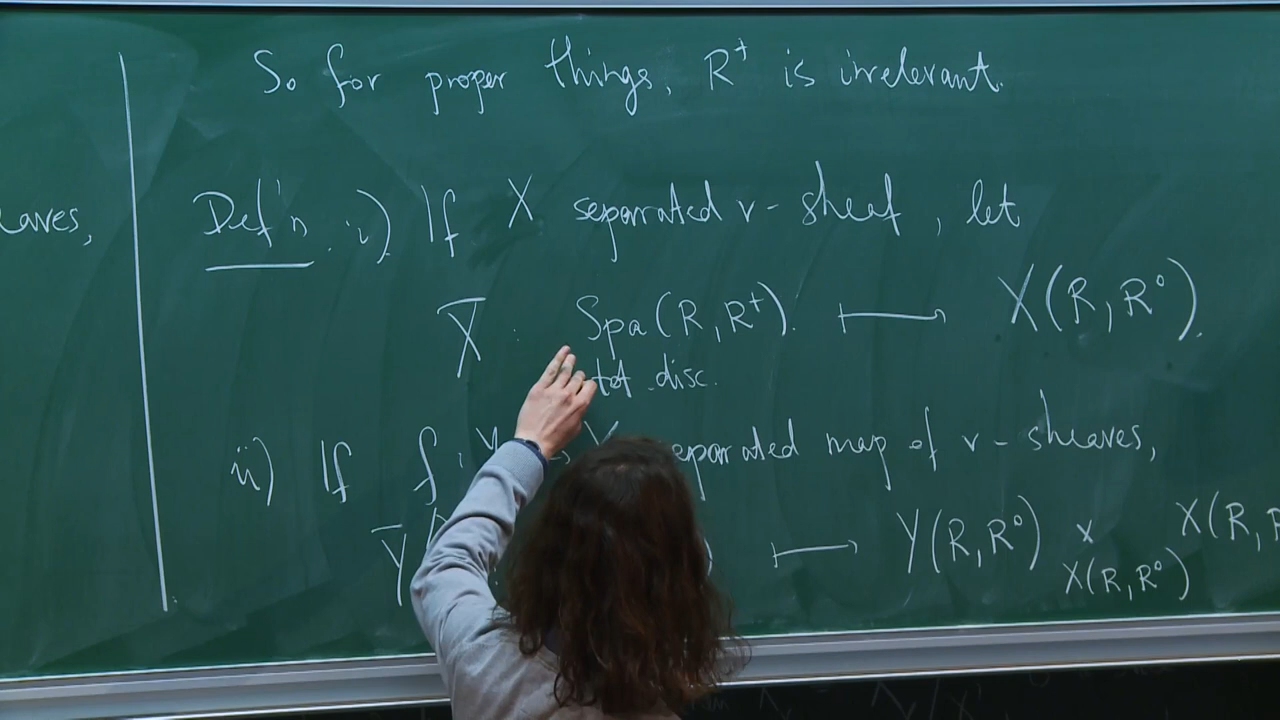 So for proper things, R⁺ is irrelevant.
eaves,
Def'n. i) If X separated v-sheaf, let
X̄ : Spa(R, R⁺) ⟼ X(R, R°).
tot. disc.
ii) If f : Y → X separated map of v-sheaves,
Ȳ ⟼ Y(R, R°) × X(R, R
X(R, R°)